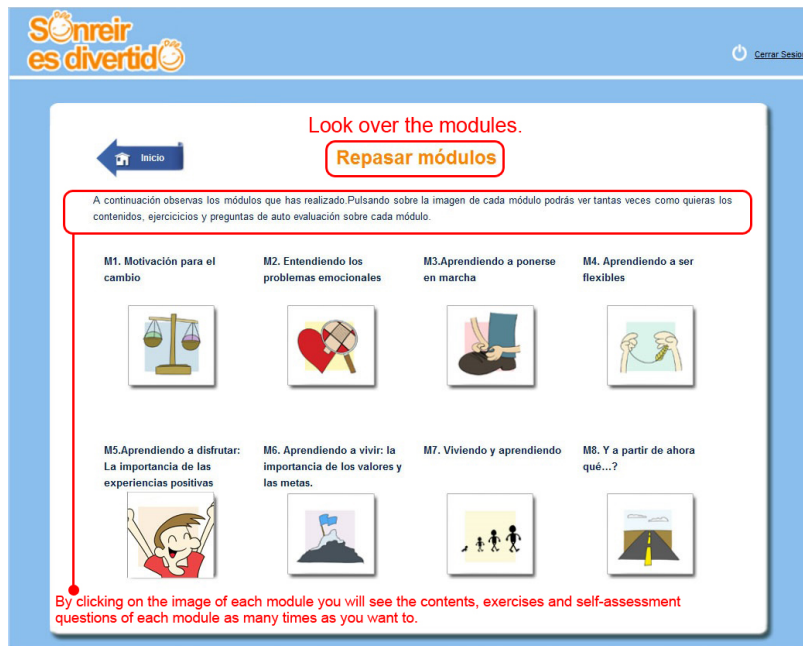 Sonreir
es divertido
Cerrar Sesio
Look over the modules.
Inicio
Repasar módulos
A continuación observas los módulos que has realizado.Pulsando sobre la imagen de cada módulo podrás ver tantas veces como quieras los
contenidos, ejercicicios y preguntas de auto evaluación sobre cada módulo.
M1. Motivación para el
cambio
M2. Entendiendo los
problemas emocionales
M3.Aprendiendo a ponerse
en marcha
M4. Aprendiendo a ser
flexibles
M5.Aprendiendo a disfrutar:
La importancia de las
experiencias positivas
M6. Aprendiendo a vivir: la
importancia de los valores y
las metas.
M7. Viviendo y aprendiendo
M8. Y a partir de ahora
qué...?
By clicking on the image of each module you will see the contents, exercises and self-assessment
questions of each module as many times as you want to.